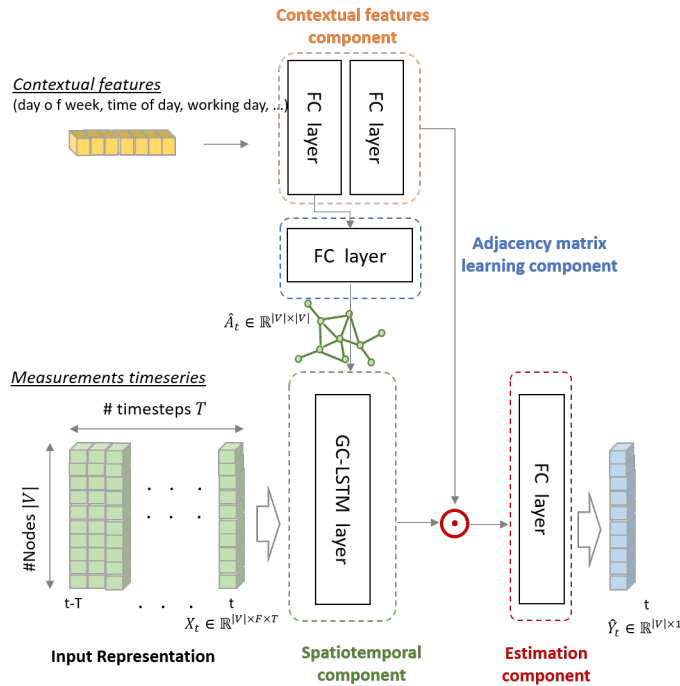 Contextual features
component
Contextual features
(day o f week, time of day, working day, ...)
FC layer
FC layer
FC layer
Adjacency matrix
learning component
Â_t ∈ ℝ^{|V|×|V|}
Measurements timeseries
# timesteps T
#Nodes |V|
. . .
. . .
GC-LSTM layer
FC layer
t-T
. . .
t
t
X_t ∈ ℝ^{|V|×F×T}
Ŷ_t ∈ ℝ^{|V|×1}
Input Representation
Spatiotemporal
component
Estimation
component